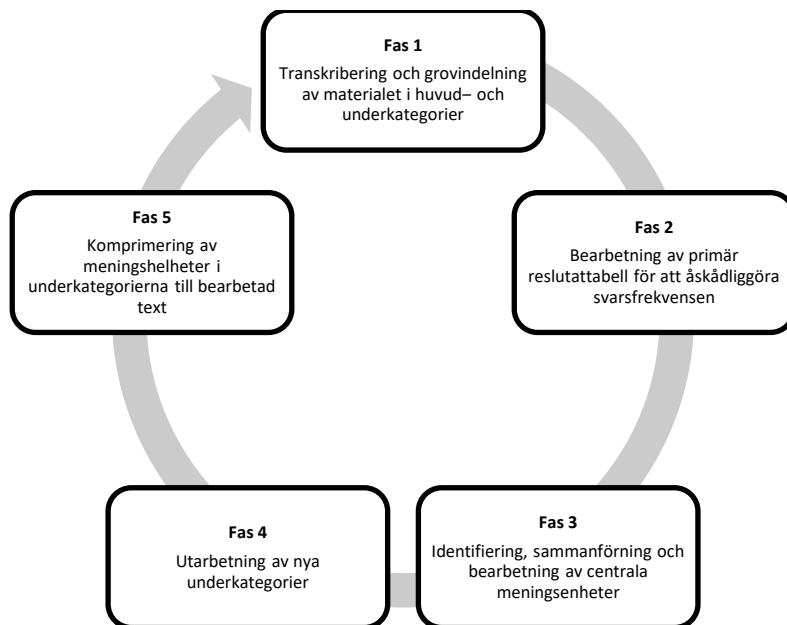 Fas 1
Transkribering och grovindelning
av materialet i huvud– och
underkategorier
Fas 2
Bearbetning av primär
reslutattabell för att åskådliggöra
svarsfrekvensen
Fas 3
Identifiering, sammanförning och
bearbetning av centrala
meningsenheter
Fas 4
Utarbetning av nya
underkategorier
Fas 5
Komprimering av
meningshelheter i
underkategorierna till bearbetad
text